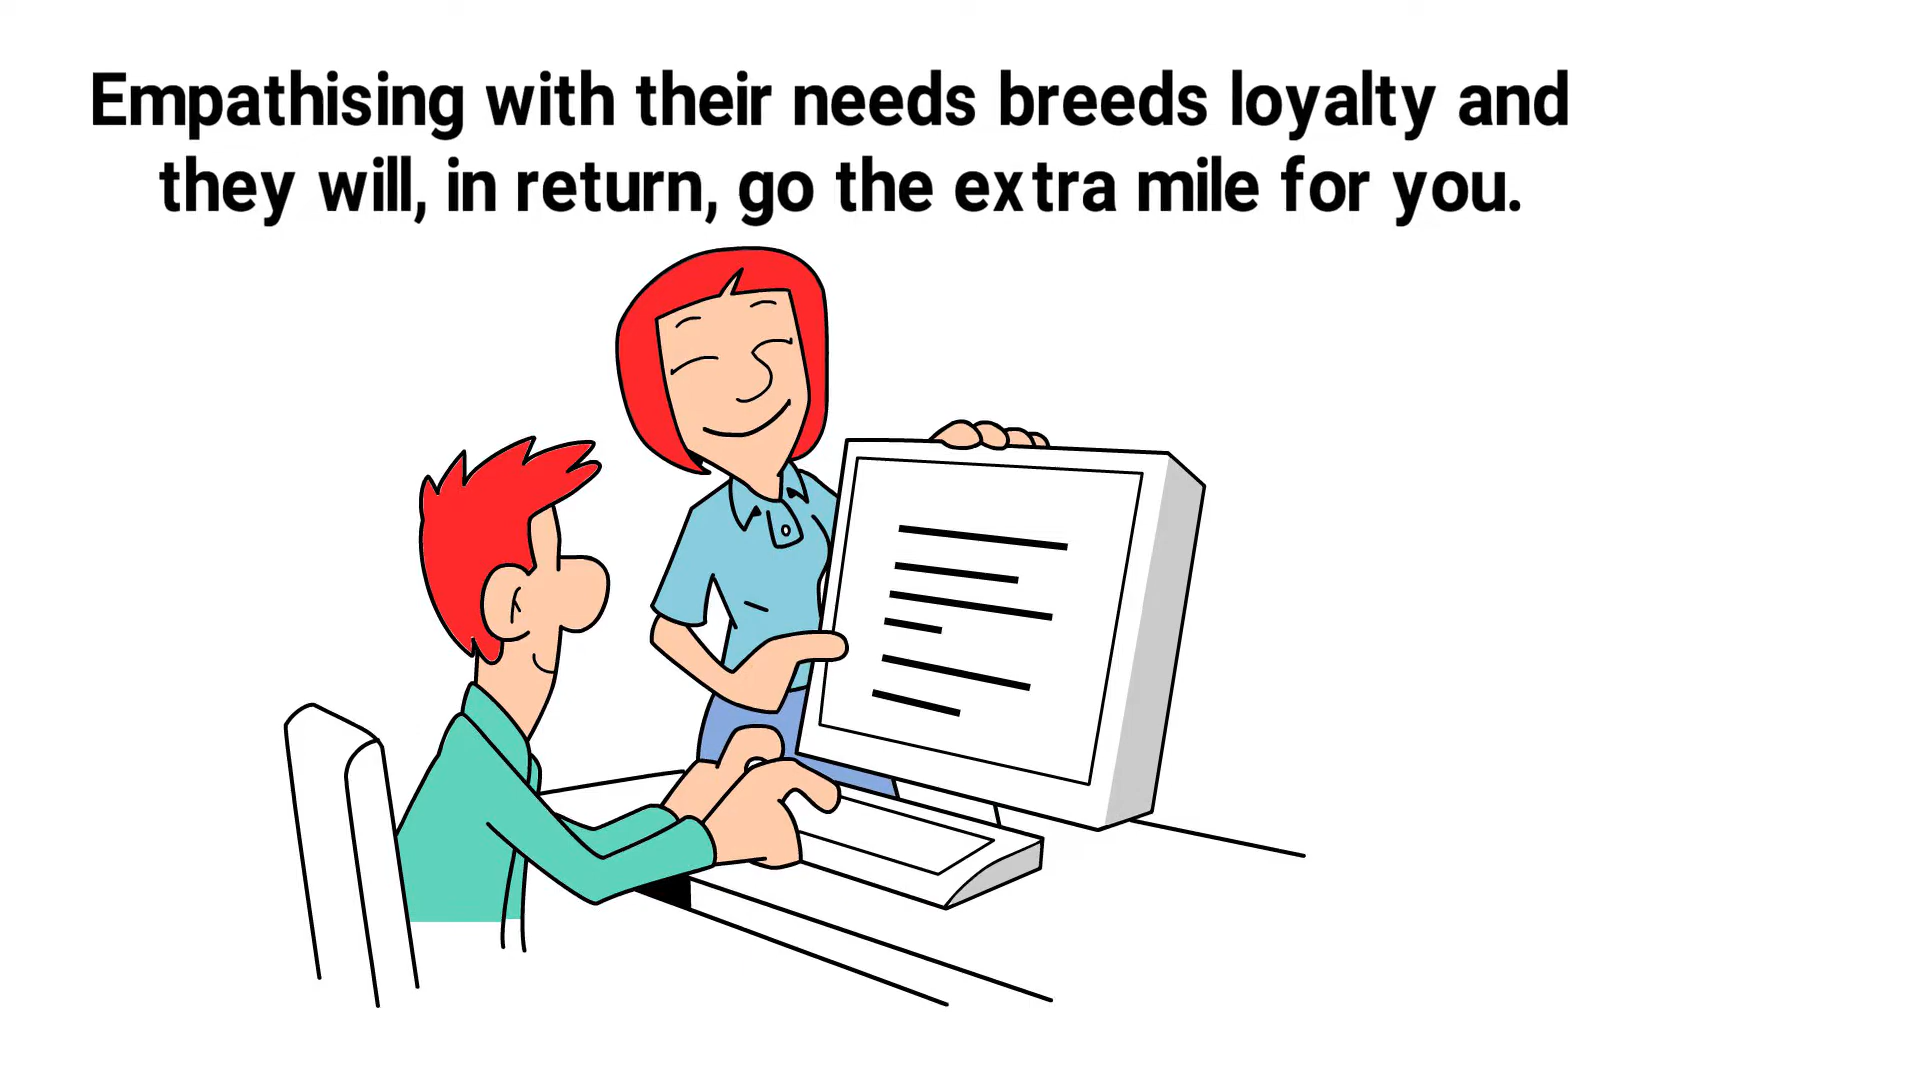 Empathising with their needs breeds loyalty and
they will, in return, go the extra mile for you.